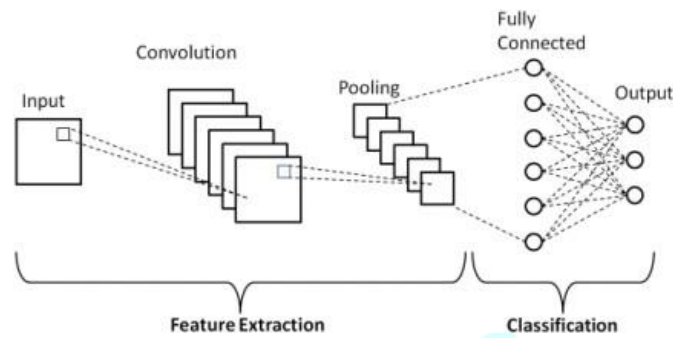 Fully
Connected
Convolution
Pooling
Input
Output
Feature Extraction
Classification